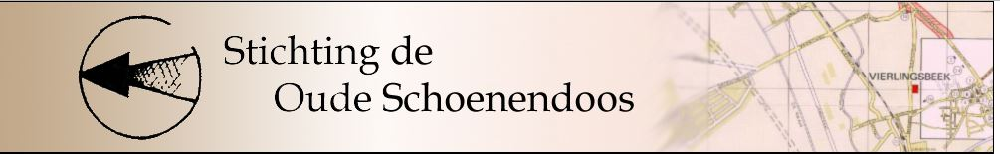 Stichting de
Oude Schoenendoos
VIERLINGSBEEK